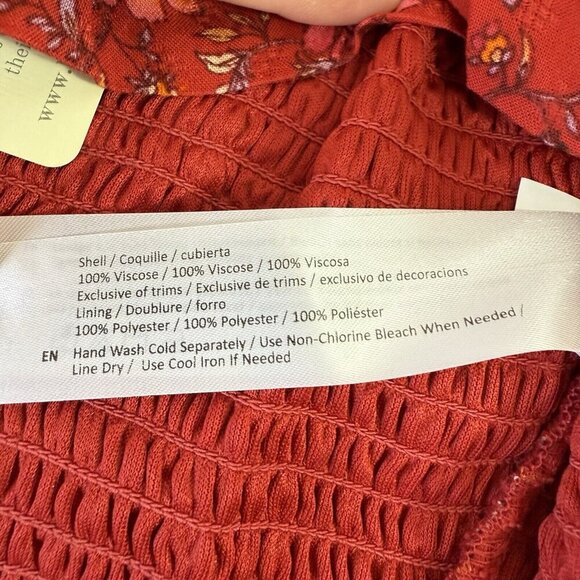 thei
www.
Shell / Coquille / cubierta
100% Viscose / 100% Viscose / 100% Viscosa
Exclusive of trims / Exclusive de trims / exclusivo de decoracions
Lining / Doublure / forro
100% Polyester / 100% Polyester / 100% Poliéster
EN Hand Wash Cold Separately / Use Non-Chlorine Bleach When Needed /
Line Dry / Use Cool Iron If Needed